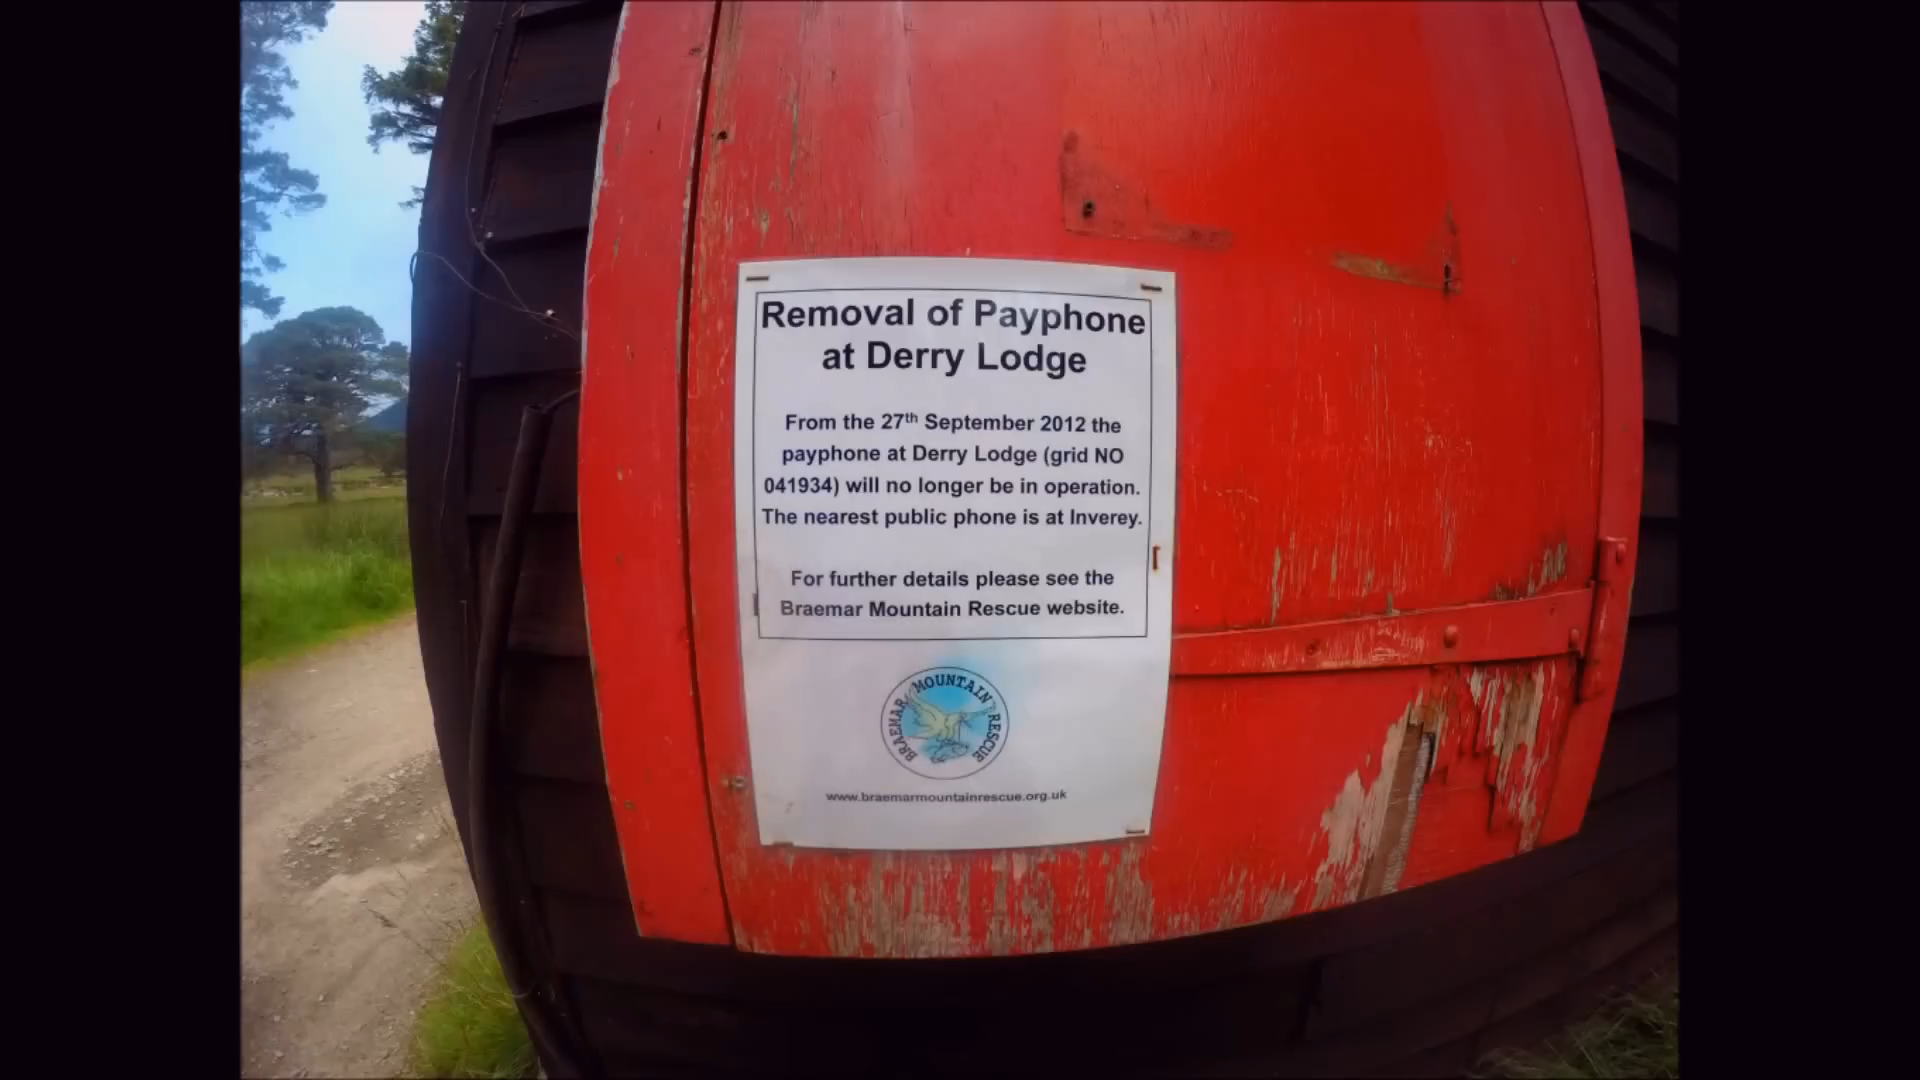 Removal of Payphone
at Derry Lodge
From the 27th September 2012 the
payphone at Derry Lodge (grid NO
041934) will no longer be in operation.
The nearest public phone is at Inverey.
For further details please see the
Braemar Mountain Rescue website.
BRAEMAR MOUNTAIN RESCUE
www.braemarmountainrescue.org.uk